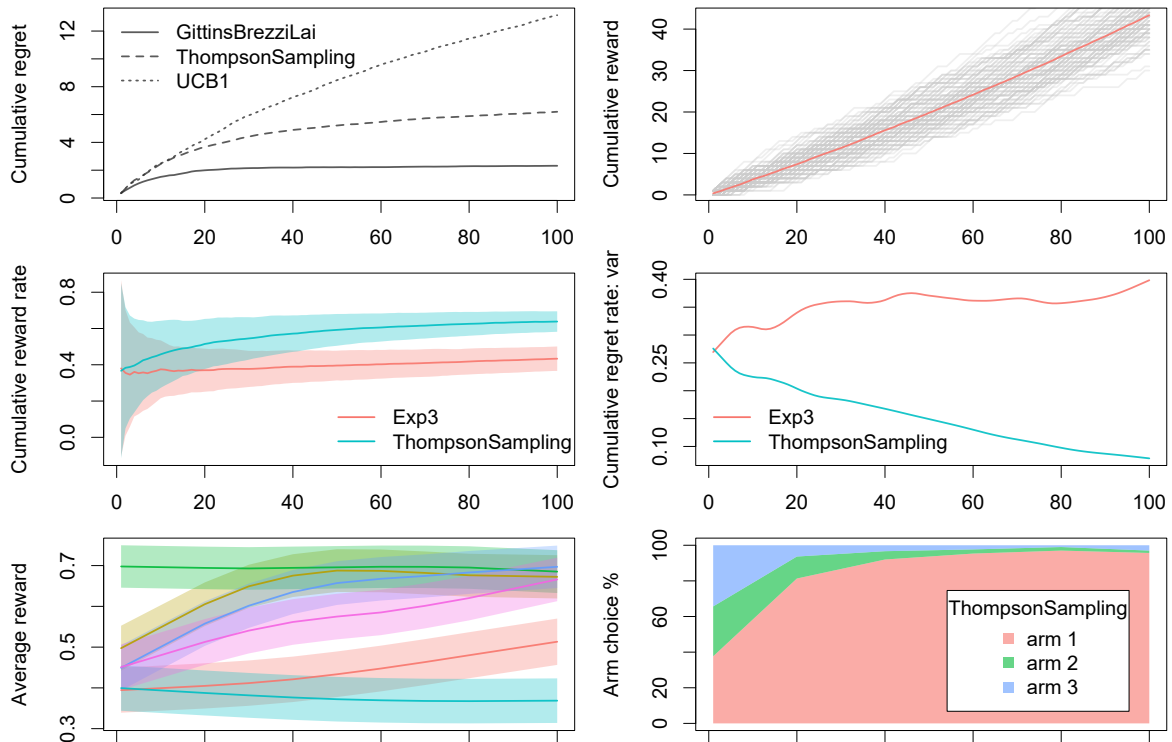 Cumulative regret
12
8
4
0
GittinsBrezziLai
ThompsonSampling
UCB1
0 20 40 60 80 100
Cumulative reward
40
30
20
10
0
0 20 40 60 80 100
Cumulative reward rate
0.8
0.4
0.0
Exp3
ThompsonSampling
0 20 40 60 80 100
Cumulative regret rate: var
0.40
0.25
0.10
Exp3
ThompsonSampling
0 20 40 60 80 100
Average reward
0.7
0.5
0.3
Arm choice %
100
60
20
0
ThompsonSampling
arm 1
arm 2
arm 3